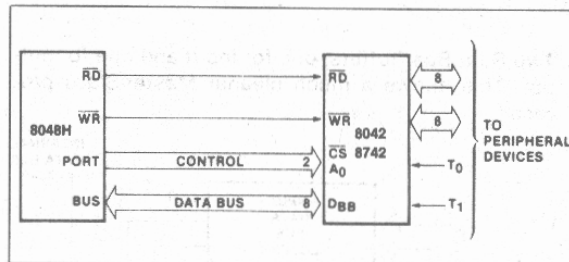 RD
RD
8
WR
WR
8
8048H
8042
TO
PERIPHERAL
DEVICES
PORT
CONTROL
2
CS
8742
A0
T0
BUS
DATA BUS
8
DBB
T1